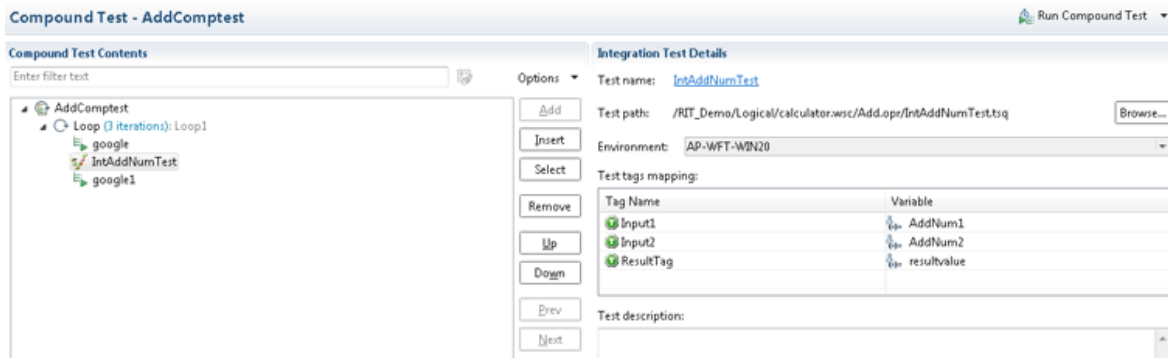 Compound Test - AddComptest
Run Compound Test
Compound Test Contents
Enter filter text
Options
AddComptest
Loop (3 iterations): Loop1
google
IntAddNumTest
google1
Add
Insert
Select
Remove
Up
Down
Prev
Next
Integration Test Details
Test name: IntAddNumTest
Test path: /RIT_Demo/Logical/calculator.wsc/Add.opr/IntAddNumTest.tsq
Browse...
Environment: AP-WFT-WIN20
Test tags mapping:
Tag Name Variable
Input1 AddNum1
Input2 AddNum2
ResultTag resultvalue
Test description: